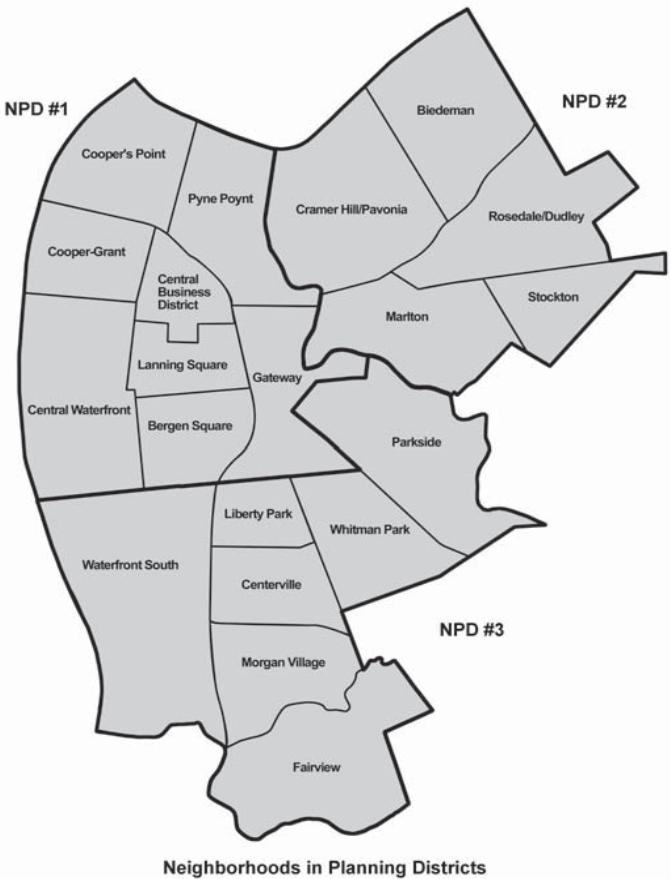 NPD #1
NPD #2
Biedeman
Cooper's Point
Pyne Poynt
Cramer Hill/Pavonia
Rosedale/Dudley
Cooper-Grant
Central
Business
District
Stockton
Marlton
Lanning Square
Gateway
Central Waterfront
Bergen Square
Parkside
Liberty Park
Whitman Park
Waterfront South
Centerville
NPD #3
Morgan Village
Fairview
Neighborhoods in Planning Districts